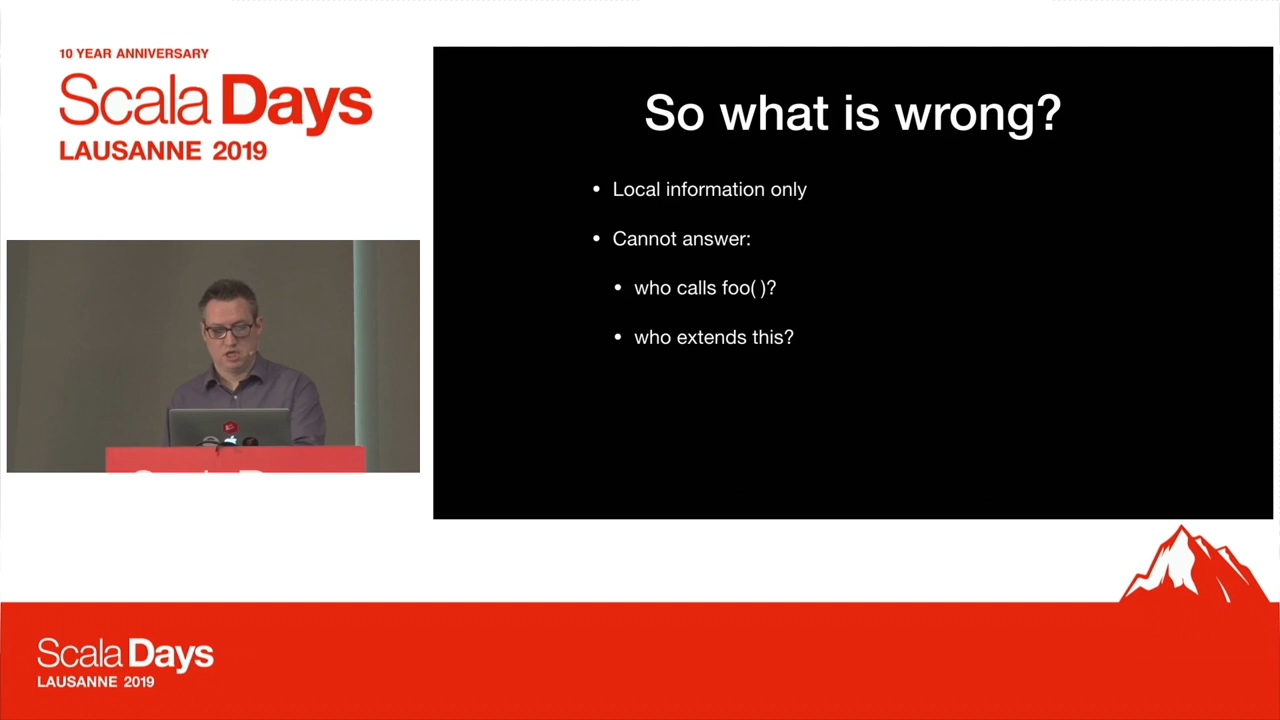 10 YEAR ANNIVERSARY
Scala Days
LAUSANNE 2019
So what is wrong?
• Local information only
• Cannot answer:
• who calls foo( )?
• who extends this?
Scala Days
LAUSANNE 2019